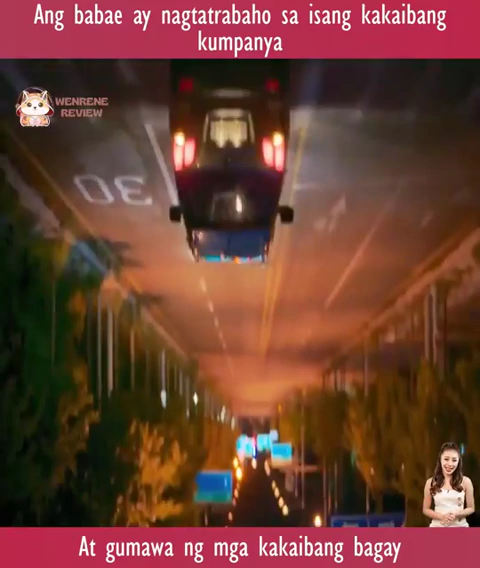 Ang babae ay nagtatrabaho sa isang kakaibang
kumpanya
WENRENE
REVIEW
30
At gumawa ng mga kakaibang bagay